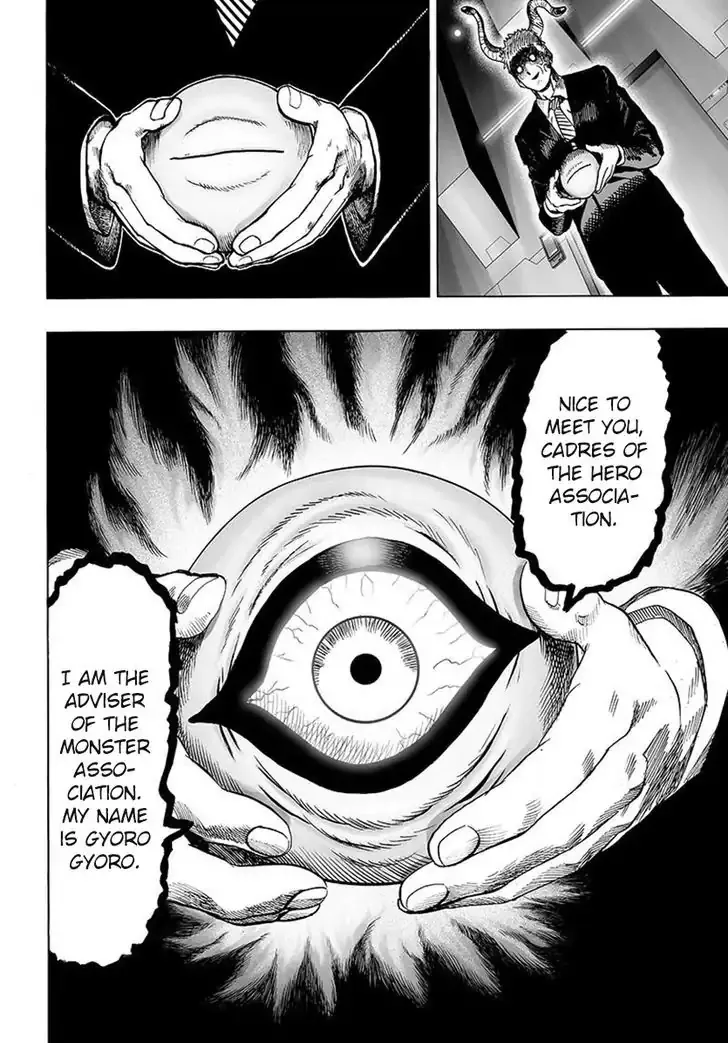 NICE TO
MEET YOU,
CADRES OF
THE HERO
ASSOCIA-
TION.
I AM THE
ADVISER
OF THE
MONSTER
ASSO-
CIATION.
MY NAME
IS GYORO
GYORO.